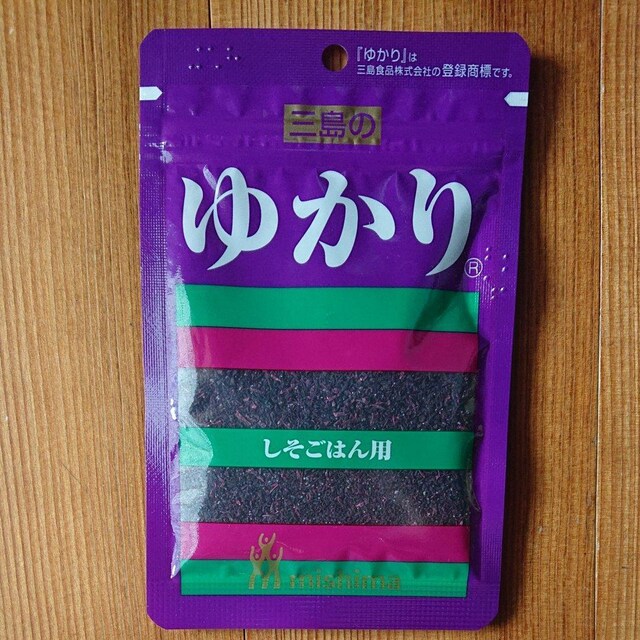 『ゆかり』は
三島食品株式会社の登録商標です。
三島の
ゆかり®
しそごはん用
mishima